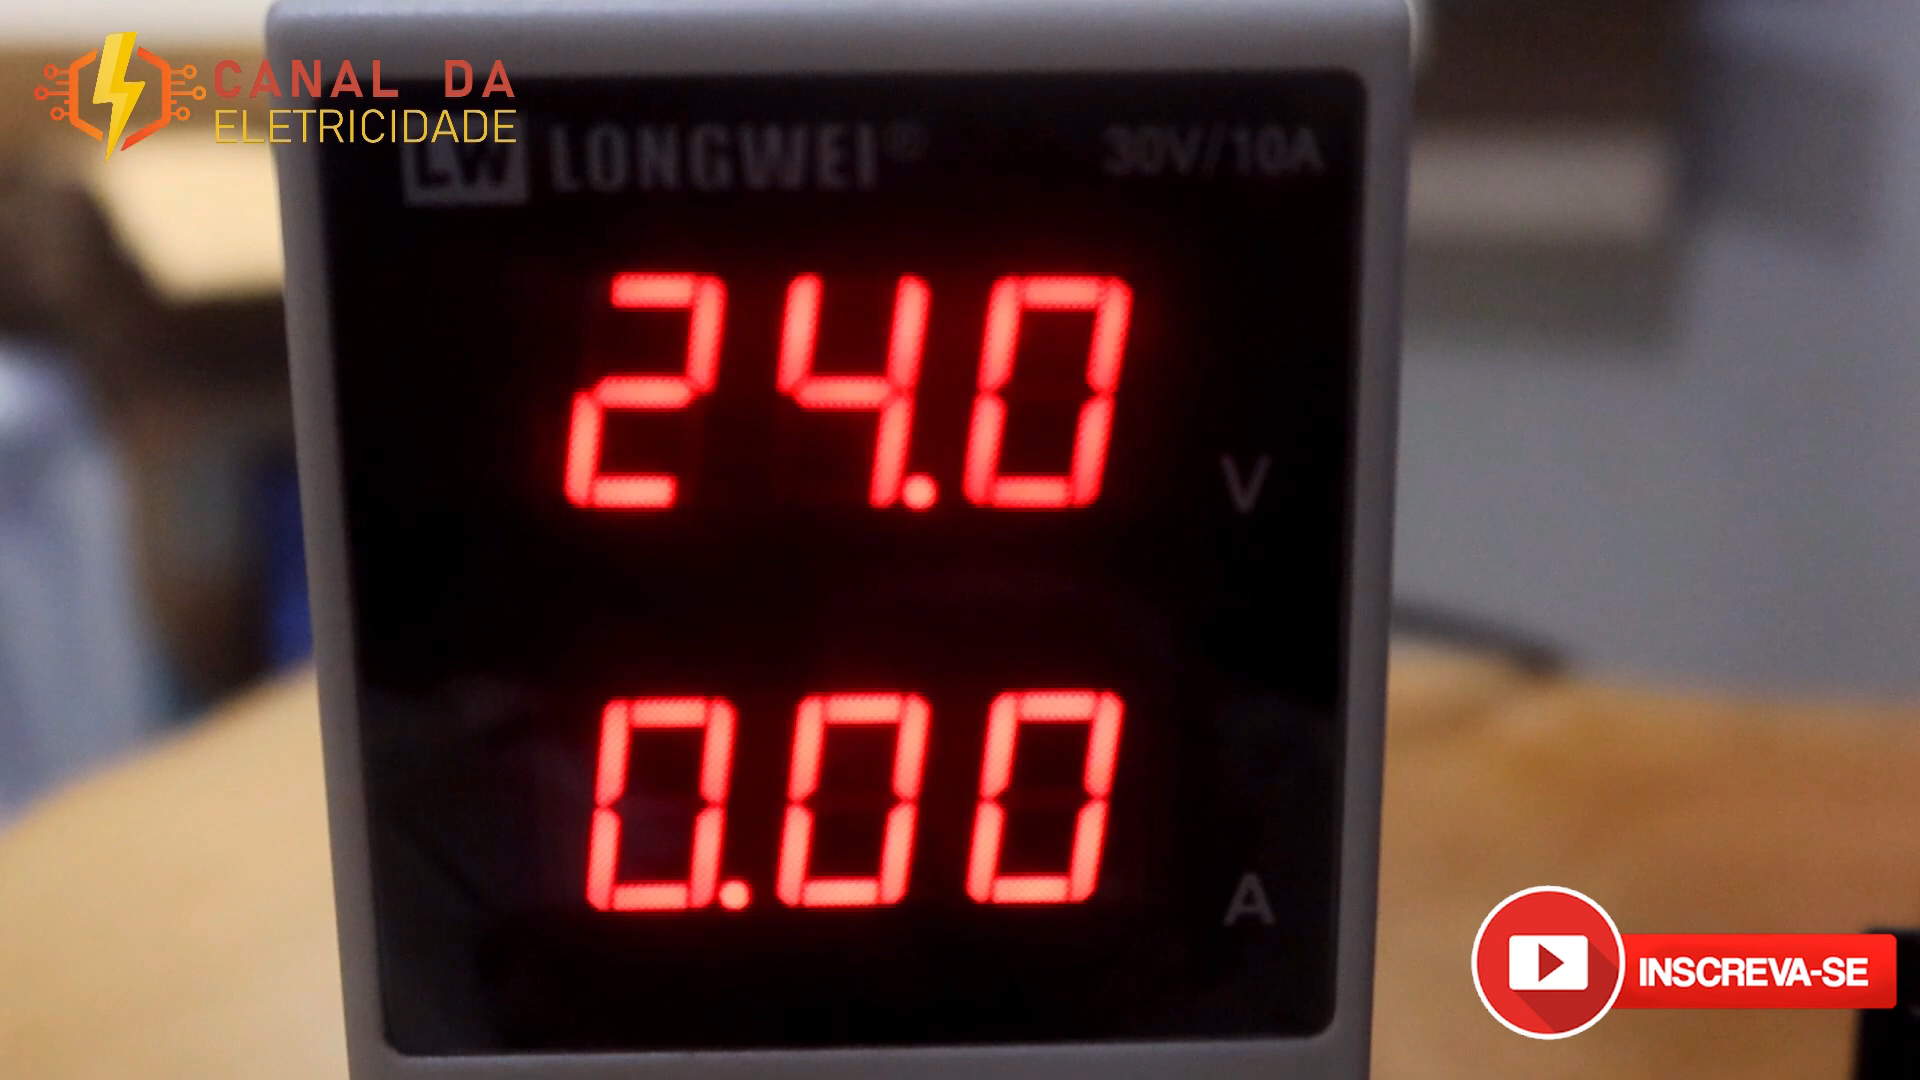 CANAL DA
ELETRICIDADE
LW LONGWEI® 30V/10A
24.0 V
0.00 A
INSCREVA-SE